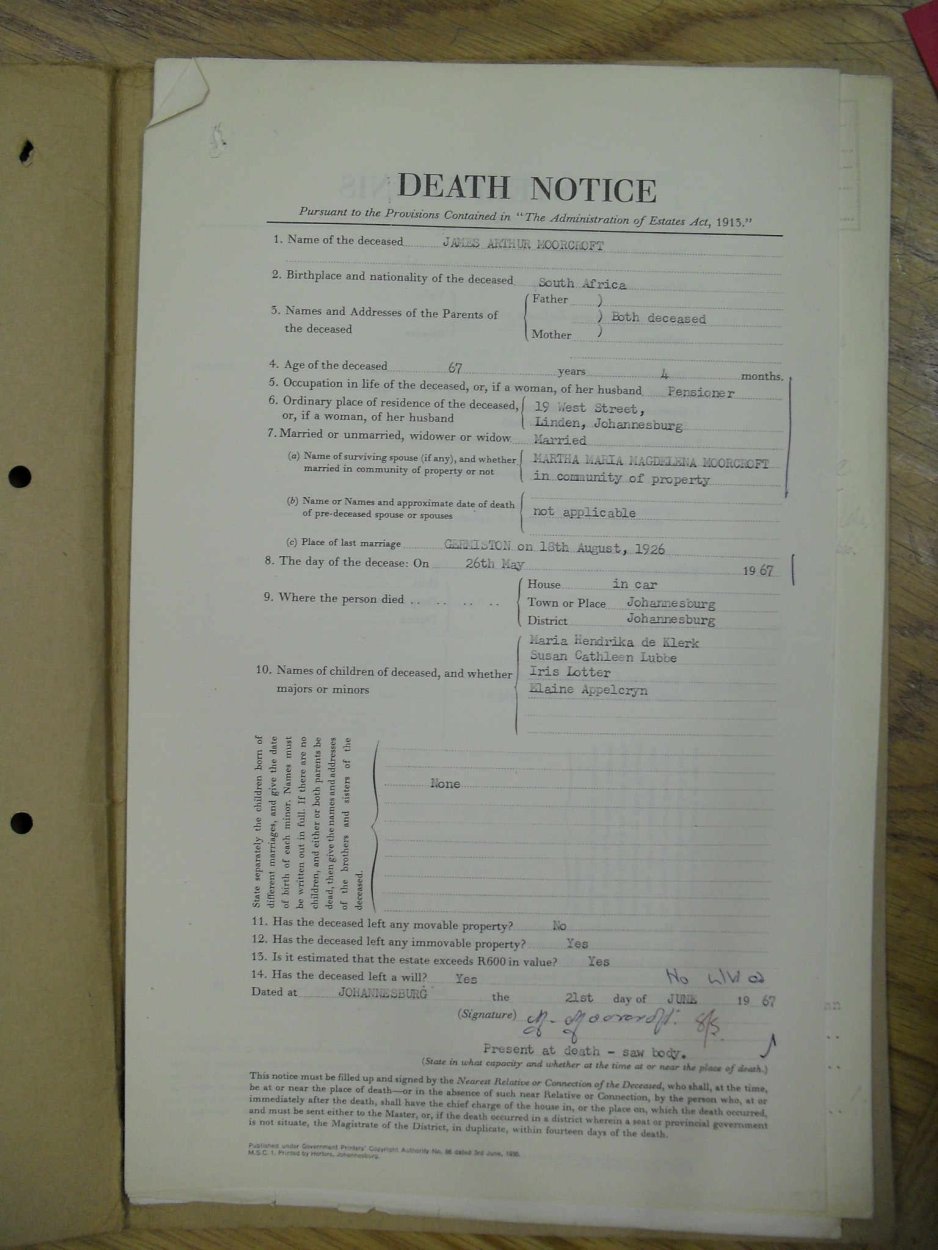 DEATH NOTICE
Pursuant to the Provisions Contained in "The Administration of Estates Act, 1913."
1. Name of the deceased JAMES ARTHUR MOORCROFT
2. Birthplace and nationality of the deceased South Africa
3. Names and Addresses of the Parents of
the deceased
Father )
) Both deceased
Mother )
4. Age of the deceased 67 years 4 months.
5. Occupation in life of the deceased, or, if a woman, of her husband Pensioner
6. Ordinary place of residence of the deceased, 19 West Street,
or, if a woman, of her husband Linden, Johannesburg
7. Married or unmarried, widower or widow Married
(a) Name of surviving spouse (if any), and whether MARTHA MARIA MAGDELENA MOORCROFT
married in community of property or not in community of property
(b) Name or Names and approximate date of death
of pre-deceased spouse or spouses not applicable
(c) Place of last marriage GERMISTON on 18th August, 1926
8. The day of the decease: On 26th May 1967
9. Where the person died
House in car
Town or Place Johannesburg
District Johannesburg
10. Names of children of deceased, and whether
majors or minors
Maria Hendrika de Klerk
Susan Cathleen Lubbe
Iris Lotter
Elaine Appelcryn
State separately the children born of
different marriages, and give the date
of birth of each minor. Names must
be written out in full. If there are no
children, and either or both parents be
dead, then give the names and addresses
of the brothers and sisters of the
deceased.
None
11. Has the deceased left any movable property? No
12. Has the deceased left any immovable property? Yes
13. Is it estimated that the estate exceeds R600 in value? Yes
14. Has the deceased left a will? Yes No
Dated at JOHANNESBURG the 21st day of JUNE 1967
(Signature) M. Moorcroft.
Present at death - saw body.
(State in what capacity and whether at the time at or near the place of death.)
This notice must be filled up and signed by the Nearest Relative or Connection of the Deceased, who shall, at the time,
be at or near the place of death—or in the absence of such near Relative or Connection, by the person who, at or
immediately after the death, shall have the chief charge of the house in, or the place on, which the death occurred,
and must be sent either to the Master, or, if the death occurred in a district wherein a seat or provincial government
is not situate, the Magistrate of the District, in duplicate, within fourteen days of the death.
Published under Government Printers' Copyright Authority No. dated 3rd June,
M.S.C. 1. Printed by Hortors, Johannesburg.